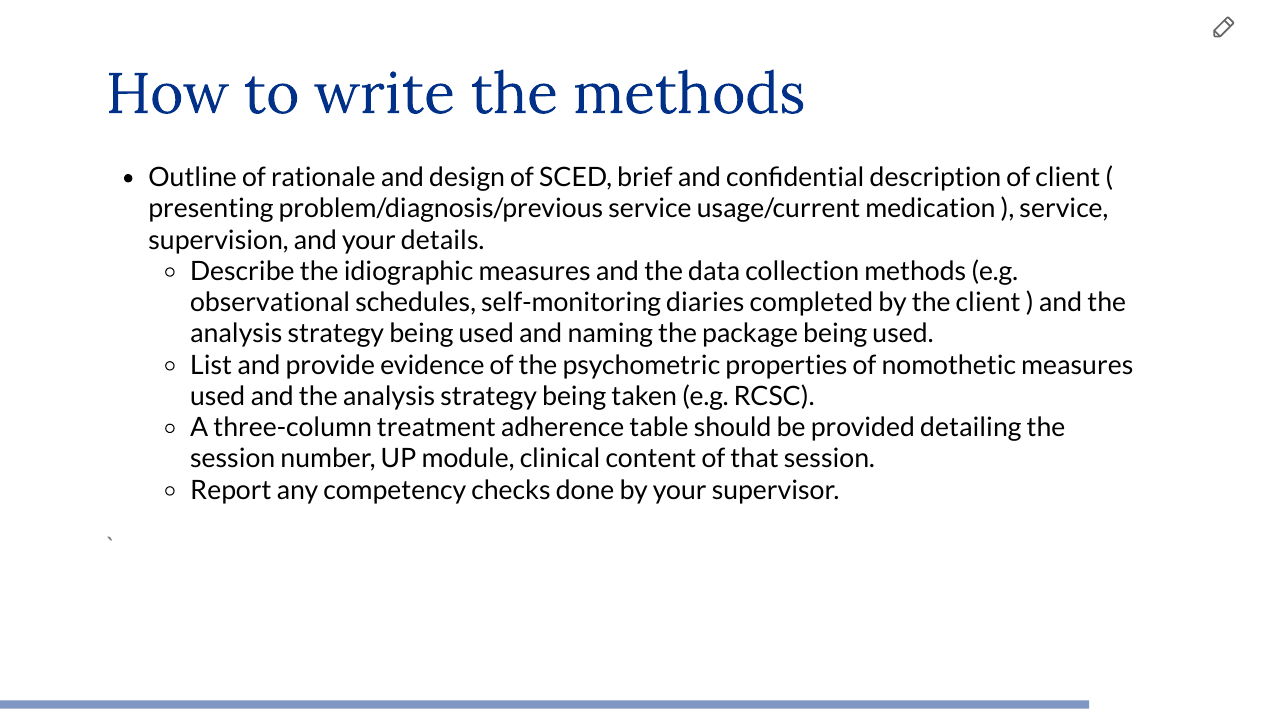 How to write the methods
• Outline of rationale and design of SCED, brief and confidential description of client (
presenting problem/diagnosis/previous service usage/current medication ), service,
supervision, and your details.
○ Describe the idiographic measures and the data collection methods (e.g.
observational schedules, self-monitoring diaries completed by the client ) and the
analysis strategy being used and naming the package being used.
○ List and provide evidence of the psychometric properties of nomothetic measures
used and the analysis strategy being taken (e.g. RCSC).
○ A three-column treatment adherence table should be provided detailing the
session number, UP module, clinical content of that session.
○ Report any competency checks done by your supervisor.
`